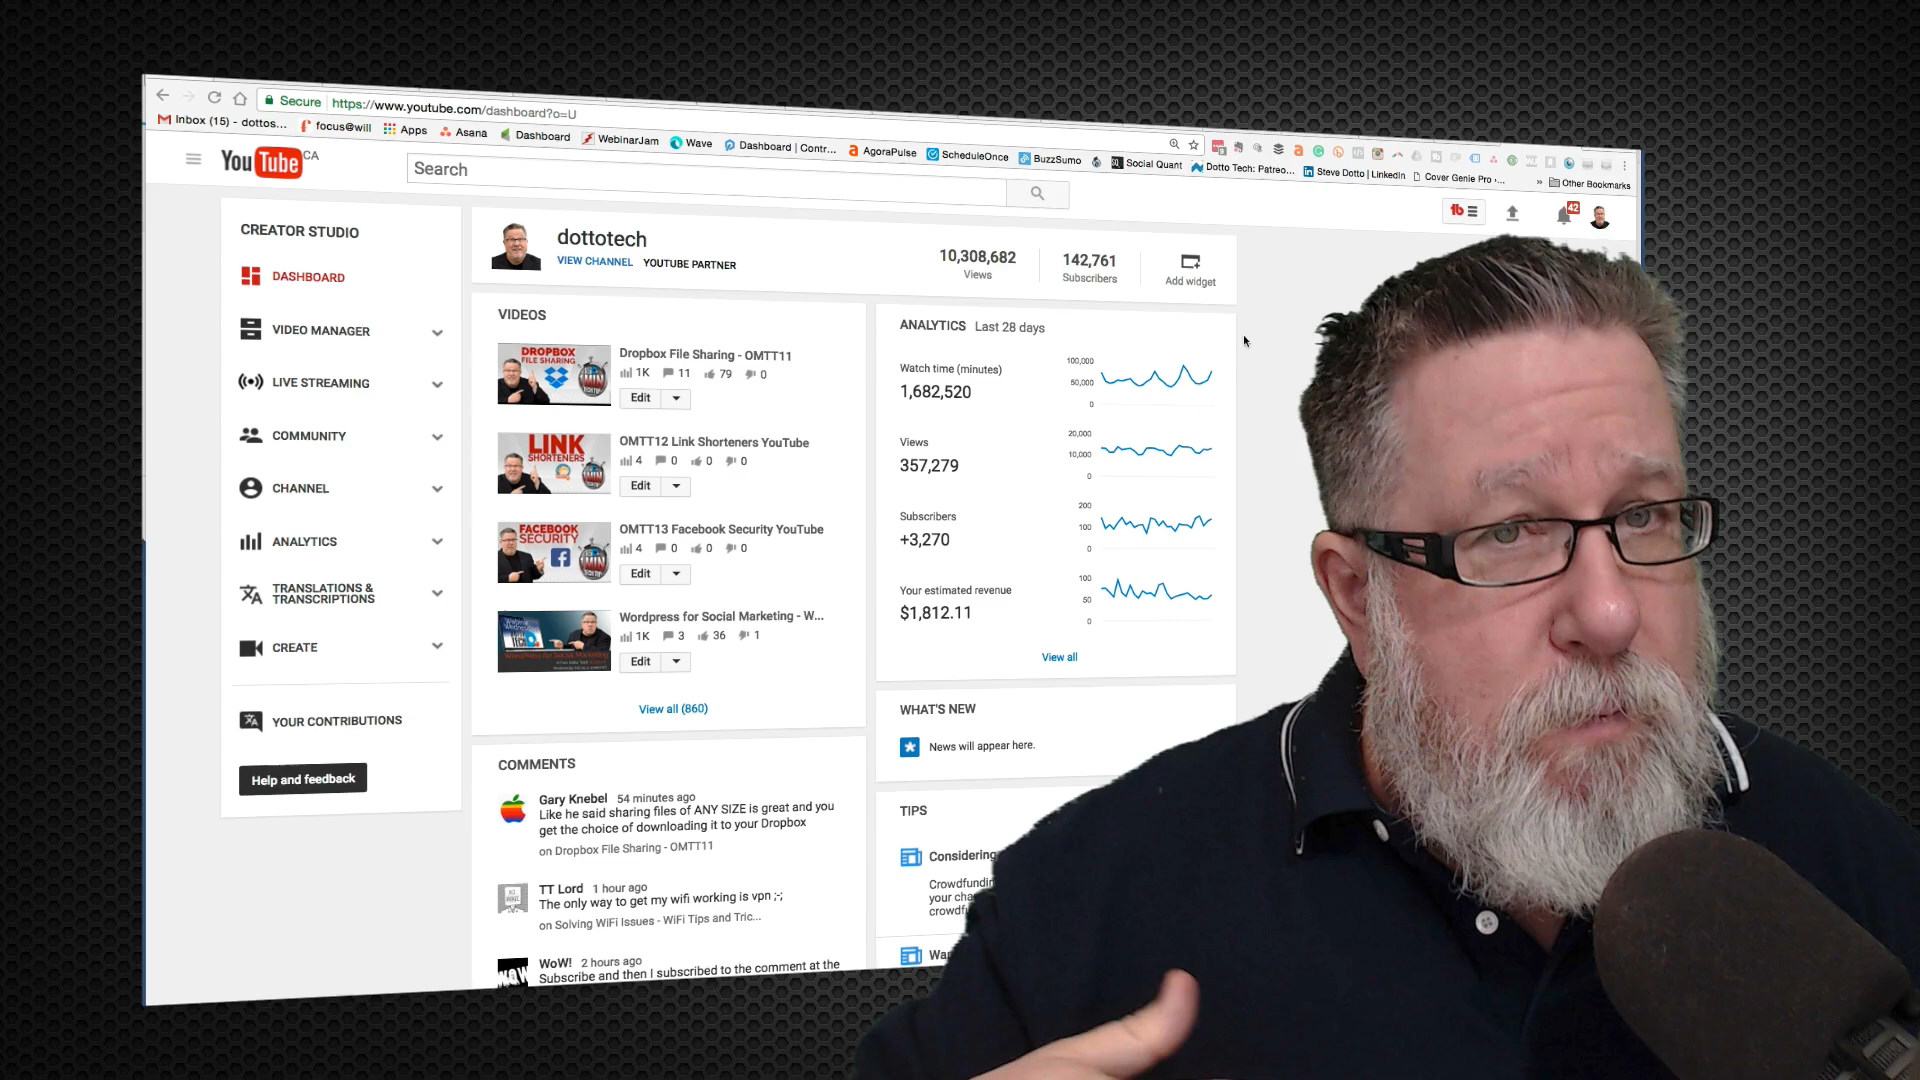 Secure https://www.youtube.com/dashboard?o=U
Inbox (15) - dottos... focus@will Apps Asana Dashboard WebinarJam Wave Dashboard | Contr... AgoraPulse ScheduleOnce BuzzSumo Social Quant Dotto Tech: Patreo... Steve Dotto | LinkedIn Cover Genie Pro ›... » Other Bookmarks
YouTube CA
Search
42
CREATOR STUDIO
DASHBOARD
VIDEO MANAGER
LIVE STREAMING
COMMUNITY
CHANNEL
ANALYTICS
TRANSLATIONS &
TRANSCRIPTIONS
CREATE
YOUR CONTRIBUTIONS
Help and feedback
dottotech
VIEW CHANNEL YOUTUBE PARTNER
10,308,682
Views
142,761
Subscribers
Add widget
VIDEOS
DROPBOX
FILE SHARING
Dropbox File Sharing - OMTT11
1K 11 79 0
Edit
LINK
SHORTENERS
OMTT12 Link Shorteners YouTube
4 0 0 0
Edit
FACEBOOK
SECURITY
OMTT13 Facebook Security YouTube
4 0 0 0
Edit
Wordpress for Social Marketing - W...
1K 3 36 1
Edit
View all (860)
COMMENTS
Gary Knebel 54 minutes ago
Like he said sharing files of ANY SIZE is great and you
get the choice of downloading it to your Dropbox
on Dropbox File Sharing - OMTT11
TT Lord 1 hour ago
The only way to get my wifi working is vpn ;-;
on Solving WiFi Issues - WiFi Tips and Tric...
WOW
WoW! 2 hours ago
Subscribe and then I subscribed to the comment at the
ANALYTICS Last 28 days
Watch time (minutes)
1,682,520
100,000
50,000
0
Views
357,279
20,000
10,000
0
Subscribers
+3,270
200
100
0
Your estimated revenue
$1,812.11
100
50
0
View all
WHAT'S NEW
News will appear here.
TIPS
Considering
Crowdfundin
your cha
crowdf